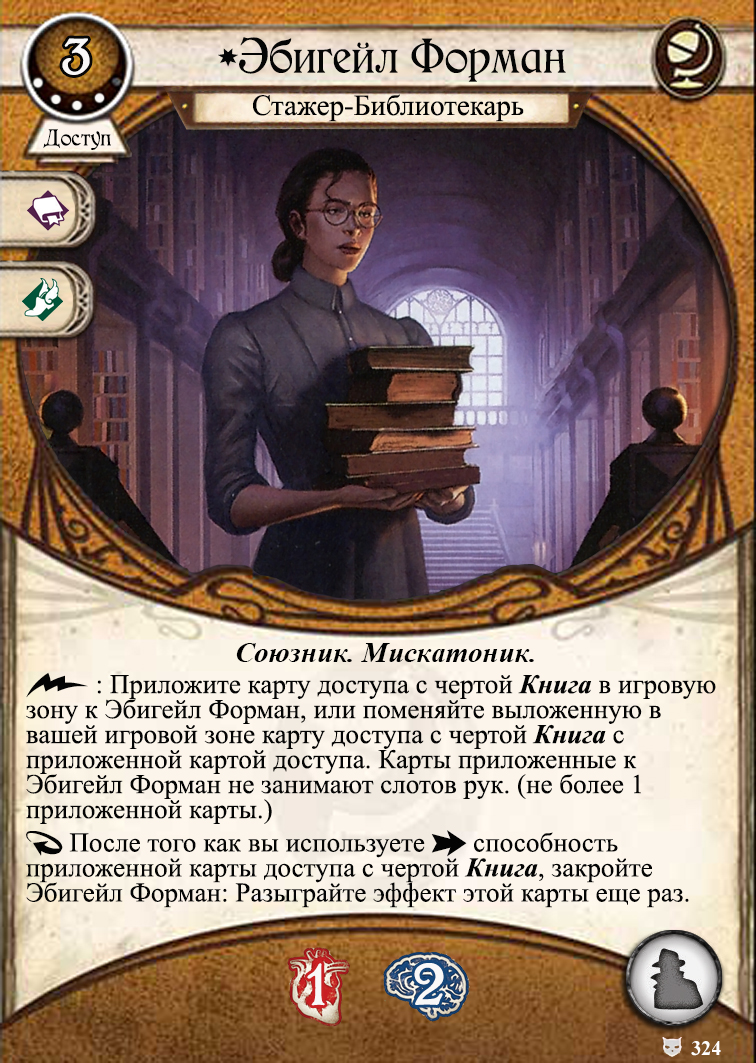 3
*Эбигейл Форман
Стажер-Библиотекарь
Доступ
Союзник. Мискатоник.
: Приложите карту доступа с чертой Книга в игровую
зону к Эбигейл Форман, или поменяйте выложенную в
вашей игровой зоне карту доступа с чертой Книга с
приложенной картой доступа. Карты приложенные к
Эбигейл Форман не занимают слотов рук. (не более 1
приложенной карты.)
После того как вы используете способность
приложенной карты доступа с чертой Книга, закройте
Эбигейл Форман: Разыграйте эффект этой карты еще раз.
1
2
324